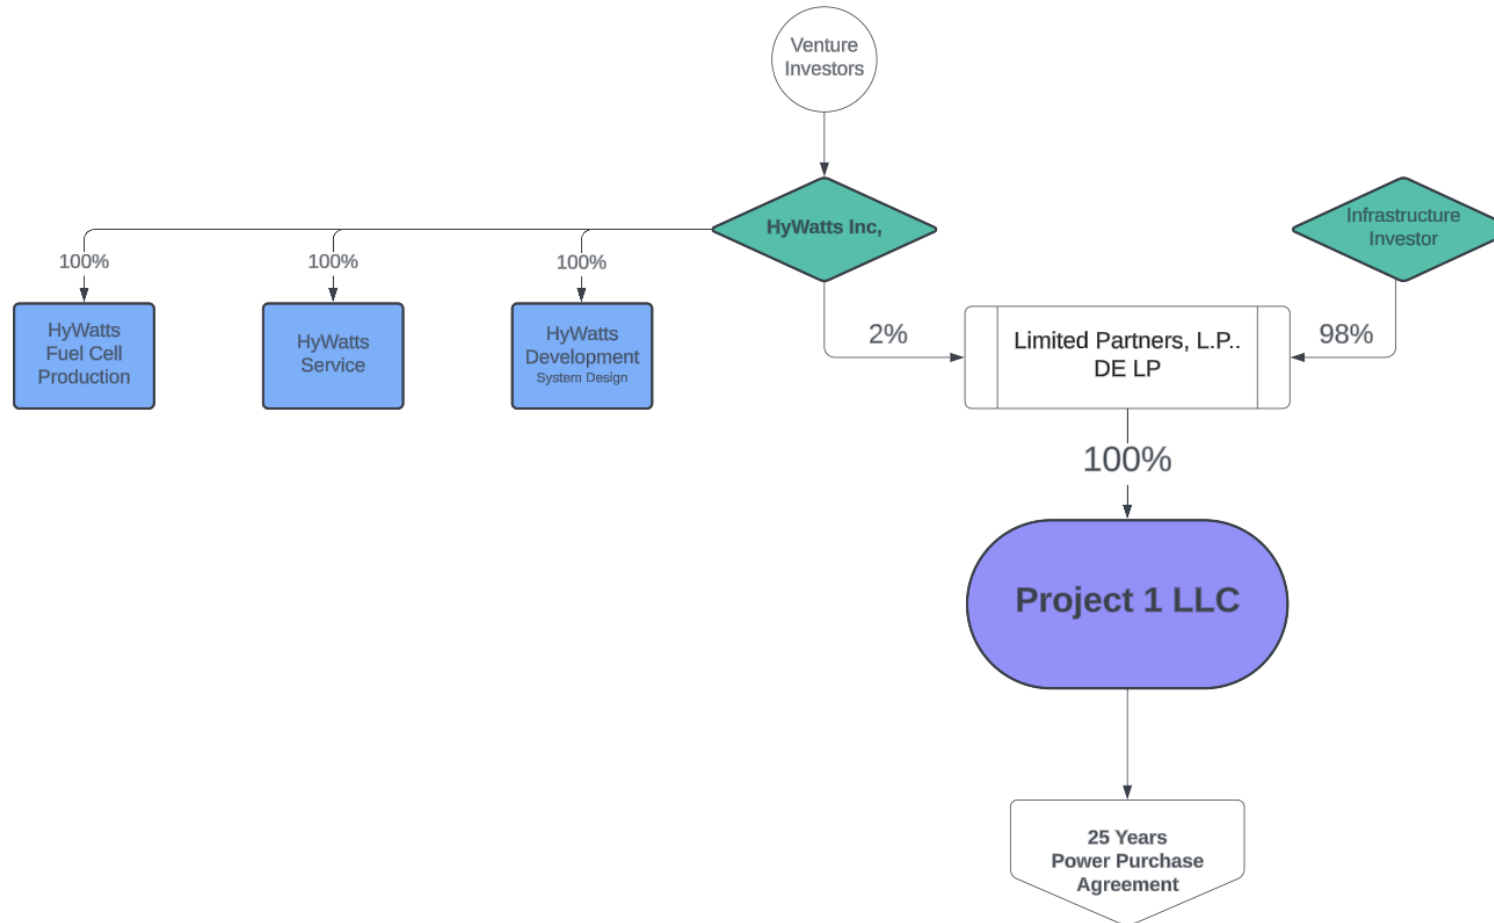 Venture
Investors
HyWatts Inc,
Infrastructure
Investor
100%
100%
100%
HyWatts
Fuel Cell
Production
HyWatts
Service
HyWatts
Development
System Design
2%
Limited Partners, L.P..
DE LP
98%
100%
Project 1 LLC
25 Years
Power Purchase
Agreement